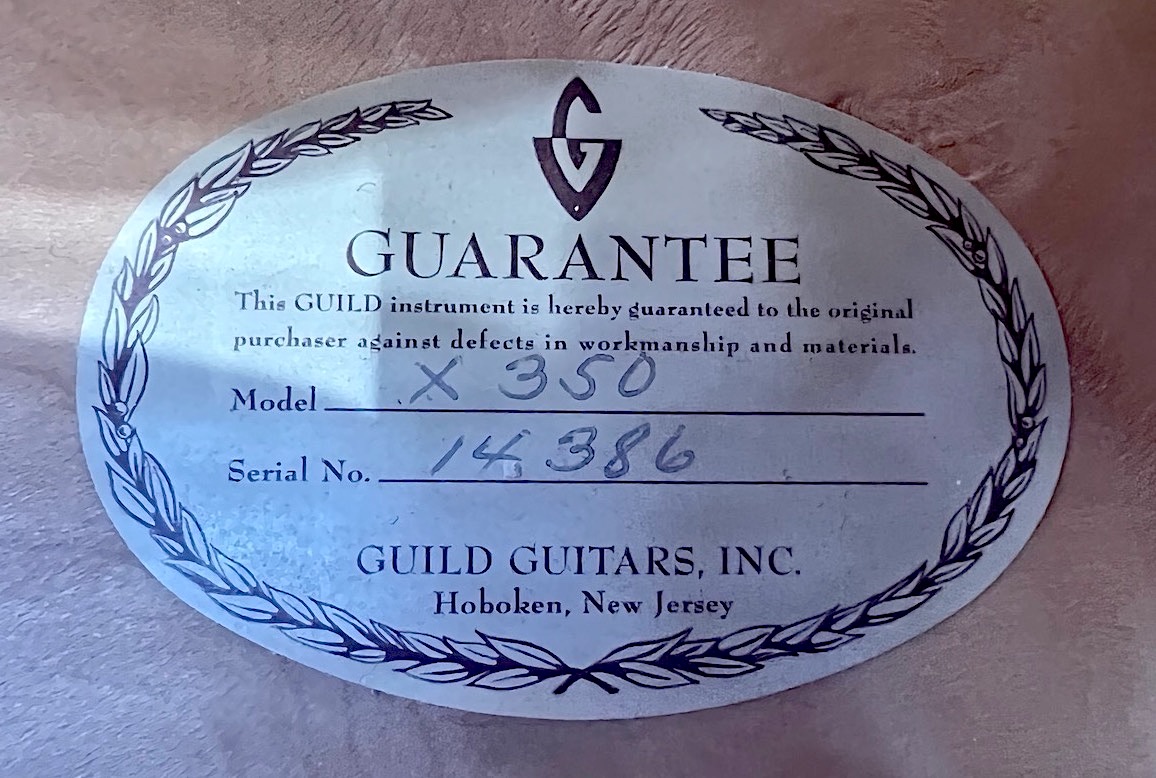 G
GUARANTEE
This GUILD instrument is hereby guaranteed to the original
purchaser against defects in workmanship and materials.
Model X 350
Serial No. 14386
GUILD GUITARS, INC.
Hoboken, New Jersey